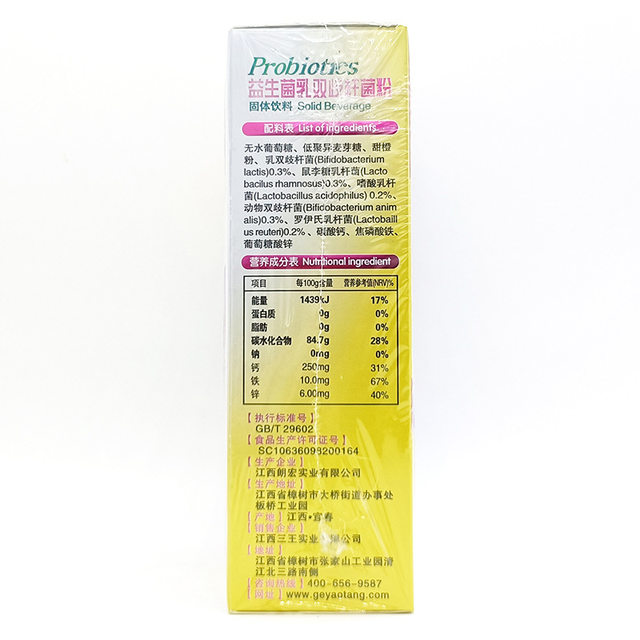 Probiotics
益生菌乳双歧杆菌粉
固体饮料 Solid Beverage
配料表 List of ingredients
无水葡萄糖、低聚异麦芽糖、甜橙
粉、乳双歧杆菌(Bifidobacterium
lactis)0.3%、鼠李糖乳杆菌(Lacto
bacilus rhamnosus)0.3%、嗜酸乳杆
菌(Lactobacillus acidophilus) 0.2%、
动物双歧杆菌(Bifidobacterium anim
alis)0.3%、罗伊氏乳杆菌(Lactobaill
us reuteri)0.2% 、碳酸钙、焦磷酸铁、
葡萄糖酸锌
营养成分表 Nutritional ingredient
项目 每100g含量 营养参考值(NRV)%
能量 1439kJ 17%
蛋白质 0g 0%
脂肪 0g 0%
碳水化合物 84.7g 28%
钠 0mg 0%
钙 250mg 31%
铁 10.0mg 67%
锌 6.00mg 40%
【执行标准号】
GB/T 29602
【食品生产许可证号】
SC10636098200164
【生产企业】
江西朗宏实业有限公司
【生产地址】
江西省樟树市大桥街道办事处
板桥工业园
【产地】江西·宜春
【销售企业】
江西三王实业有限公司
【地址】
江西省樟树市张家山工业园清
江北三路南侧
【咨询热线】400-656-9587
【网址】www.geyaotang.com